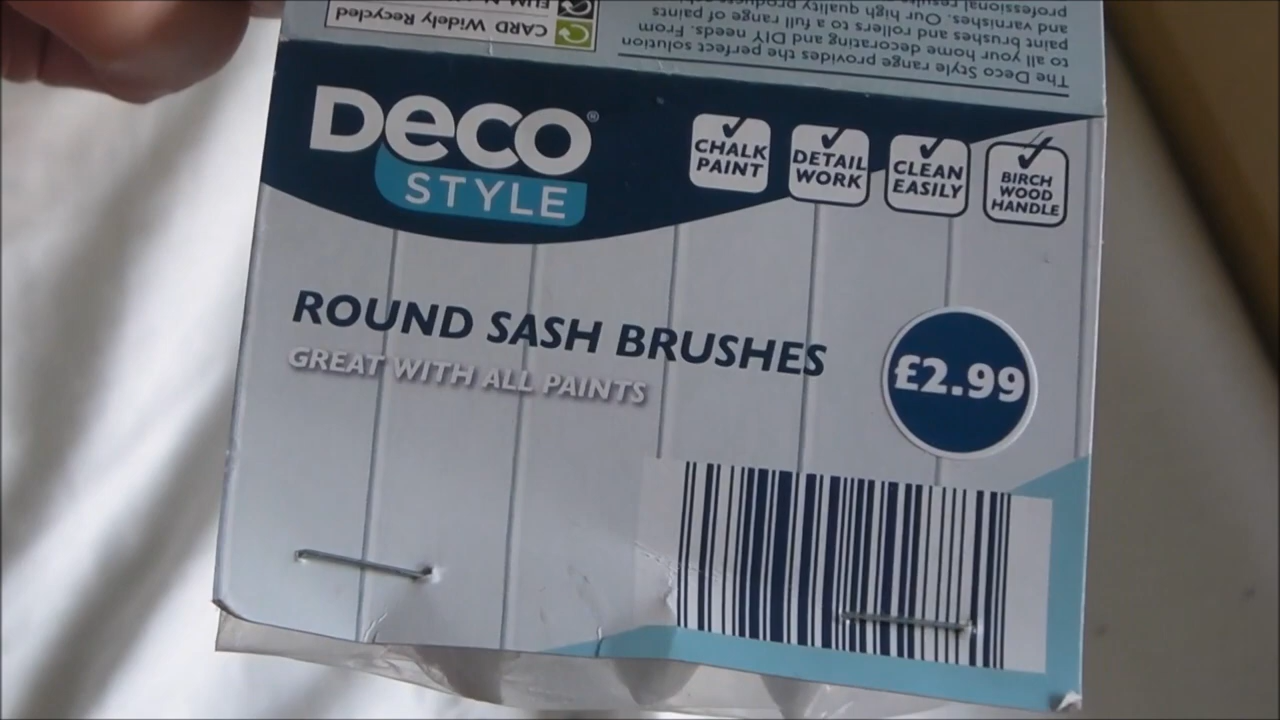 The Deco Style range provides the perfect solution
to all your home decorating and DIY needs. From
paint brushes and rollers to a full range of paints
and varnishes. Our high quality products
professional
CARD Widely Recycled
DECO®
STYLE
CHALK
PAINT
DETAIL
WORK
CLEAN
EASILY
BIRCH
WOOD
HANDLE
ROUND SASH BRUSHES
GREAT WITH ALL PAINTS
£2.99